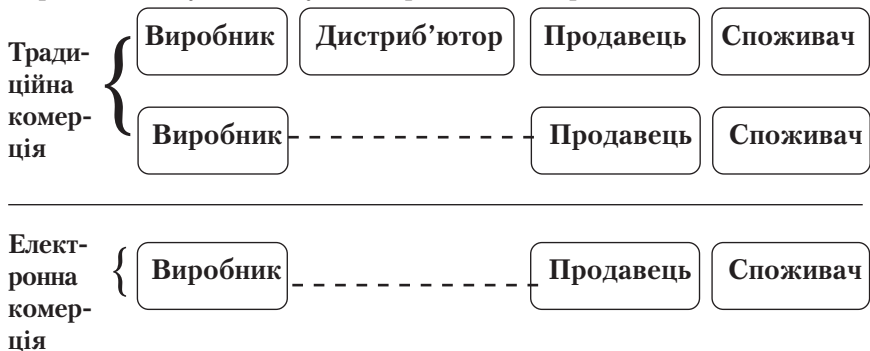 Виробник Дистриб’ютор Продавець Споживач
Тради-
ційна
комер-
ція
Виробник Продавець Споживач
Елект-
ронна
комер-
ція
Виробник Продавець Споживач